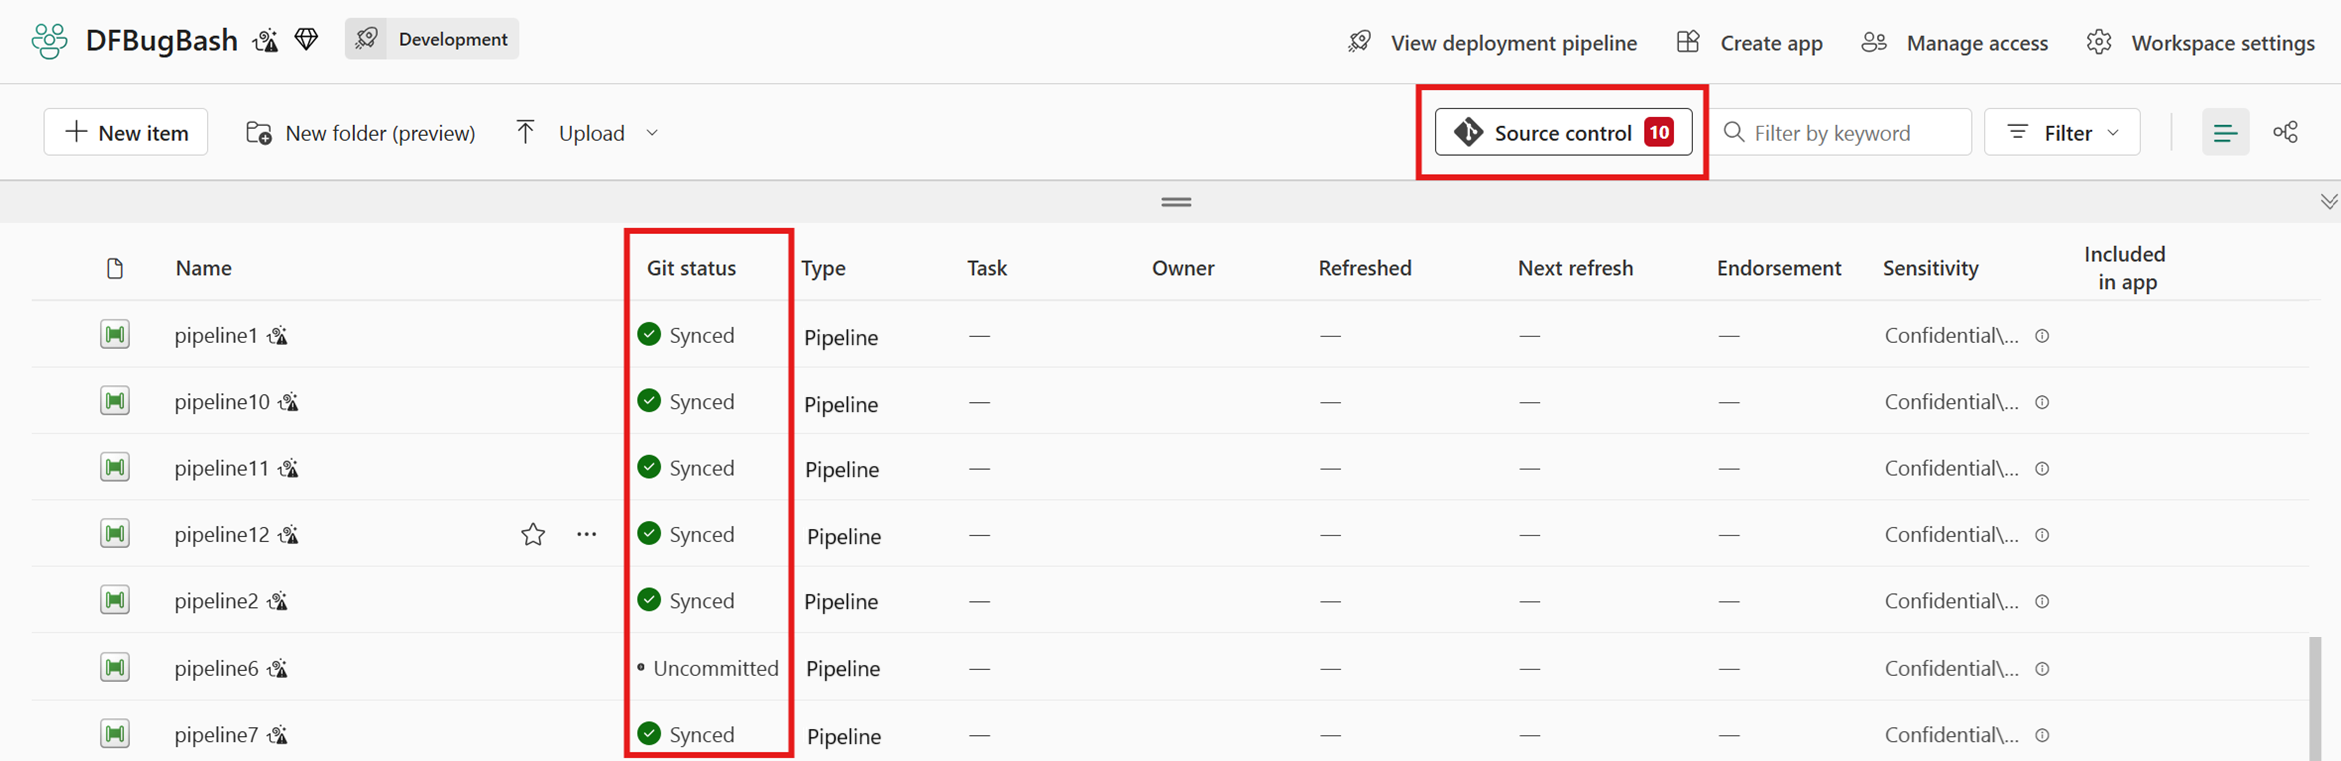 DFBugBash
Development
View deployment pipeline
Create app
Manage access
Workspace settings
New item
New folder (preview)
Upload
Source control 10
Filter by keyword
Filter
Name Git status Type Task Owner Refreshed Next refresh Endorsement Sensitivity Included
in app
pipeline1 Synced Pipeline — — — — Confidential\...
pipeline10 Synced Pipeline — — — — Confidential\...
pipeline11 Synced Pipeline — — — — Confidential\...
pipeline12 Synced Pipeline — — — — Confidential\...
pipeline2 Synced Pipeline — — — — Confidential\...
pipeline6 Uncommitted Pipeline — — — — Confidential\...
pipeline7 Synced Pipeline — — — — Confidential\...